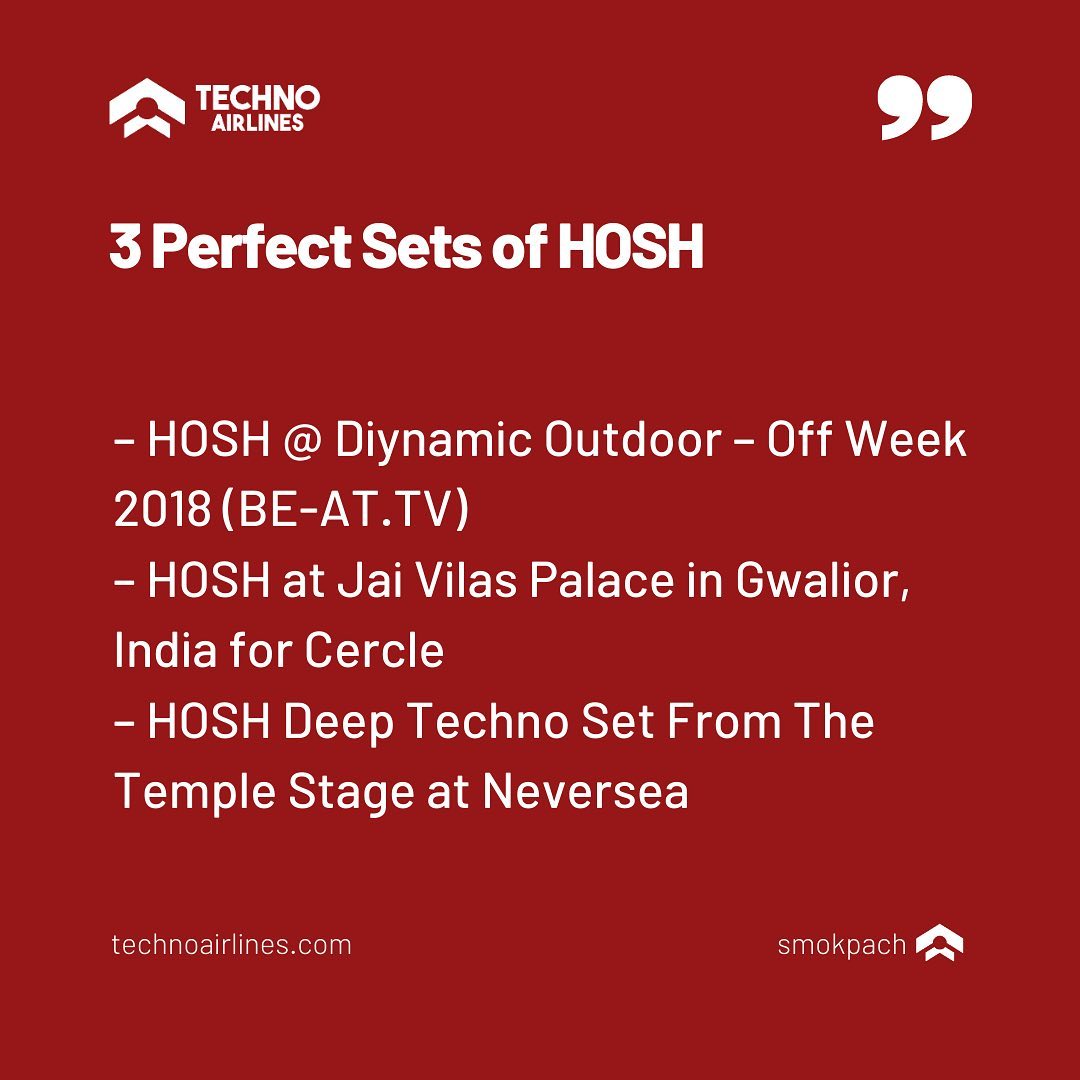 TECHNO
AIRLINES
3 Perfect Sets of HOSH
– HOSH @ Diynamic Outdoor – Off Week
2018 (BE-AT.TV)
– HOSH at Jai Vilas Palace in Gwalior,
India for Cercle
– HOSH Deep Techno Set From The
Temple Stage at Neversea
technoairlines.com
smokpach